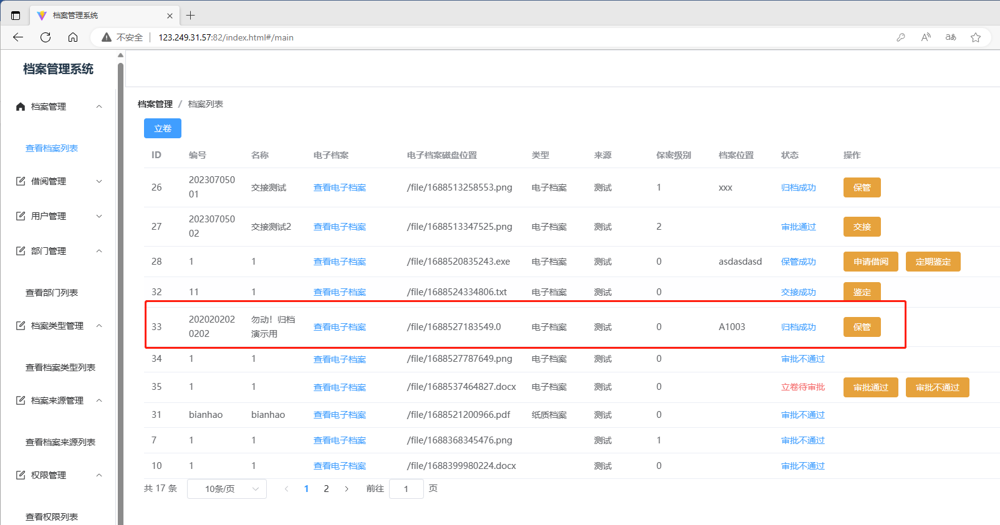 档案管理系统
不安全 123.249.31.57:82/index.html#/main
档案管理系统
档案管理
查看档案列表
借阅管理
用户管理
部门管理
查看部门列表
档案类型管理
查看档案类型列表
档案来源管理
查看档案来源列表
权限管理
查看权限列表
档案管理 / 档案列表
立卷
ID 编号 名称 电子档案 电子档案磁盘位置 类型 来源 保密级别 档案位置 状态 操作
26 202307050 交接测试 查看电子档案 /file/1688513258553.png 电子档案 测试 1 xxx 归档成功 保管
01
27 202307050 交接测试2 查看电子档案 /file/1688513347525.png 电子档案 测试 2 审批通过 交接
02
28 1 1 查看电子档案 /file/1688520835243.exe 电子档案 测试 0 asdasdasd 保管成功 申请借阅 定期鉴定
32 11 1 查看电子档案 /file/1688524334806.txt 电子档案 测试 0 交接成功 鉴定
33 202020202 勿动！归档 查看电子档案 /file/1688527183549.0 电子档案 测试 0 A1003 归档成功 保管
0202 演示用
34 1 1 查看电子档案 /file/1688527787649.png 电子档案 测试 0 审批不通过
35 1 1 查看电子档案 /file/1688537464827.docx 电子档案 测试 0 立卷待审批 审批通过 审批不通过
31 bianhao bianhao 查看电子档案 /file/1688521200966.pdf 纸质档案 测试 0 审批不通过
7 1 1 查看电子档案 /file/1688368345476.png 测试 1 审批不通过
10 1 1 查看电子档案 /file/1688399980224.docx 测试 0 审批不通过
共 17 条 10条/页 1 2 前往 1 页